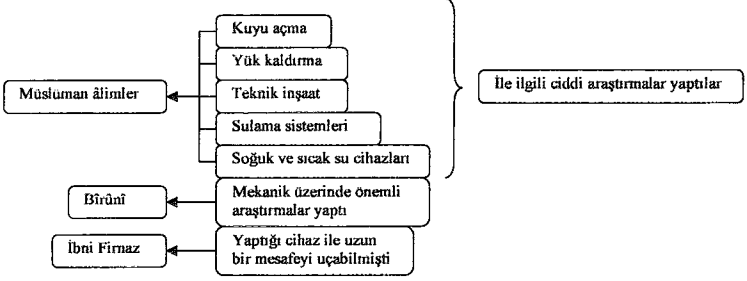 Kuyu açma
Yük kaldırma
Müslüman âlimler
Teknik inşaat
Sulama sistemleri
Soğuk ve sıcak su cihazları
İle ilgili ciddi araştırmalar yaptılar
Bîrûnî
Mekanik üzerinde önemli
araştırmalar yaptı
İbni Firnaz
Yaptığı cihaz ile uzun
bir mesafeyi uçabilmişti